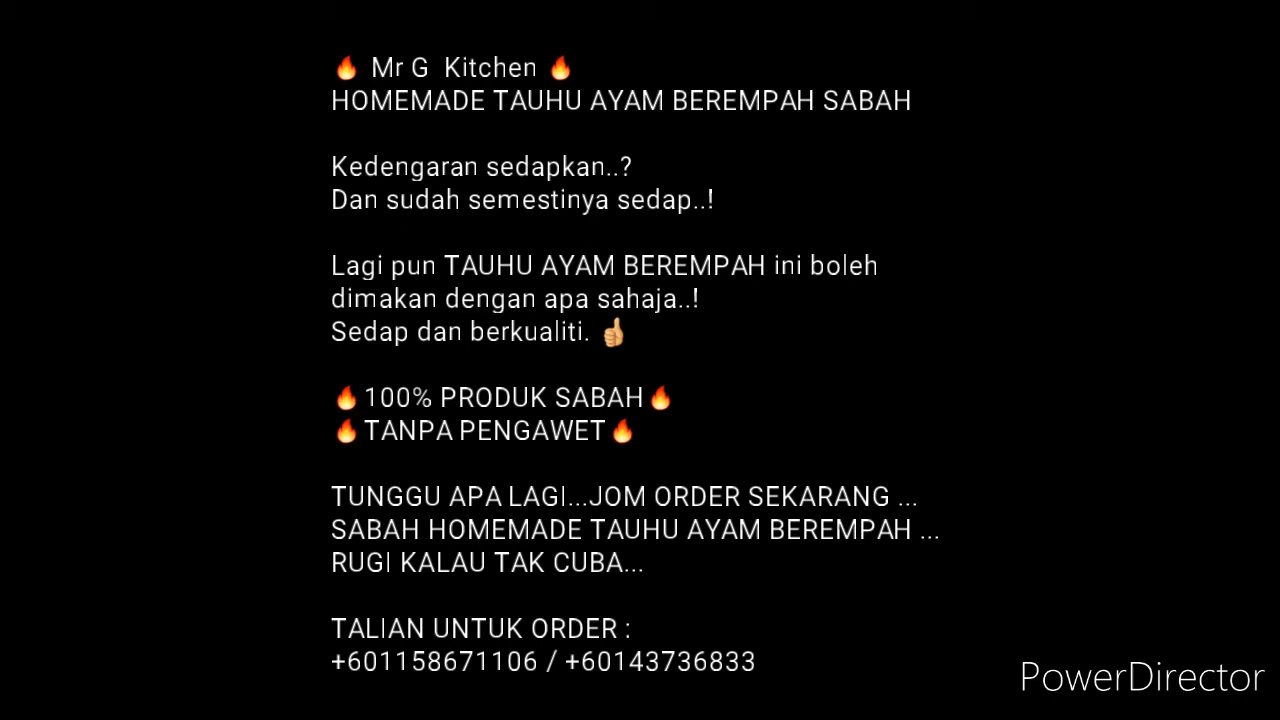 🔥 Mr G Kitchen 🔥
HOMEMADE TAUHU AYAM BEREMPAH SABAH
Kedengaran sedapkan..?
Dan sudah semestinya sedap..!
Lagi pun TAUHU AYAM BEREMPAH ini boleh
dimakan dengan apa sahaja..!
Sedap dan berkualiti. 👍🏼
🔥100% PRODUK SABAH🔥
🔥TANPA PENGAWET🔥
TUNGGU APA LAGI...JOM ORDER SEKARANG ...
SABAH HOMEMADE TAUHU AYAM BEREMPAH ...
RUGI KALAU TAK CUBA...
TALIAN UNTUK ORDER :
+601158671106 / +60143736833
PowerDirector